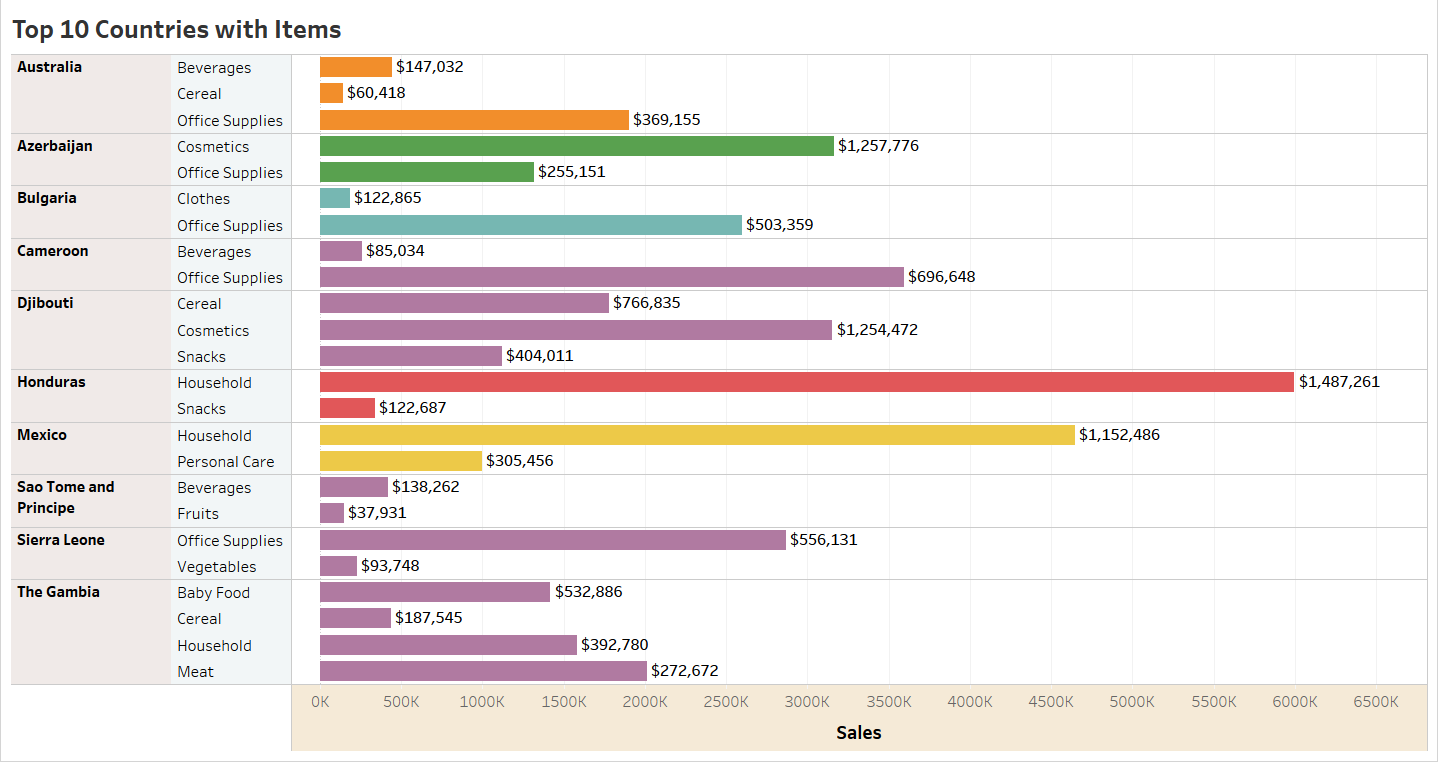 Top 10 Countries with Items
Australia Beverages $147,032
Cereal $60,418
Office Supplies $369,155
Azerbaijan Cosmetics $1,257,776
Office Supplies $255,151
Bulgaria Clothes $122,865
Office Supplies $503,359
Cameroon Beverages $85,034
Office Supplies $696,648
Djibouti Cereal $766,835
Cosmetics $1,254,472
Snacks $404,011
Honduras Household $1,487,261
Snacks $122,687
Mexico Household $1,152,486
Personal Care $305,456
Sao Tome and Beverages $138,262
Principe Fruits $37,931
Sierra Leone Office Supplies $556,131
Vegetables $93,748
The Gambia Baby Food $532,886
Cereal $187,545
Household $392,780
Meat $272,672
0K 500K 1000K 1500K 2000K 2500K 3000K 3500K 4000K 4500K 5000K 5500K 6000K 6500K
Sales